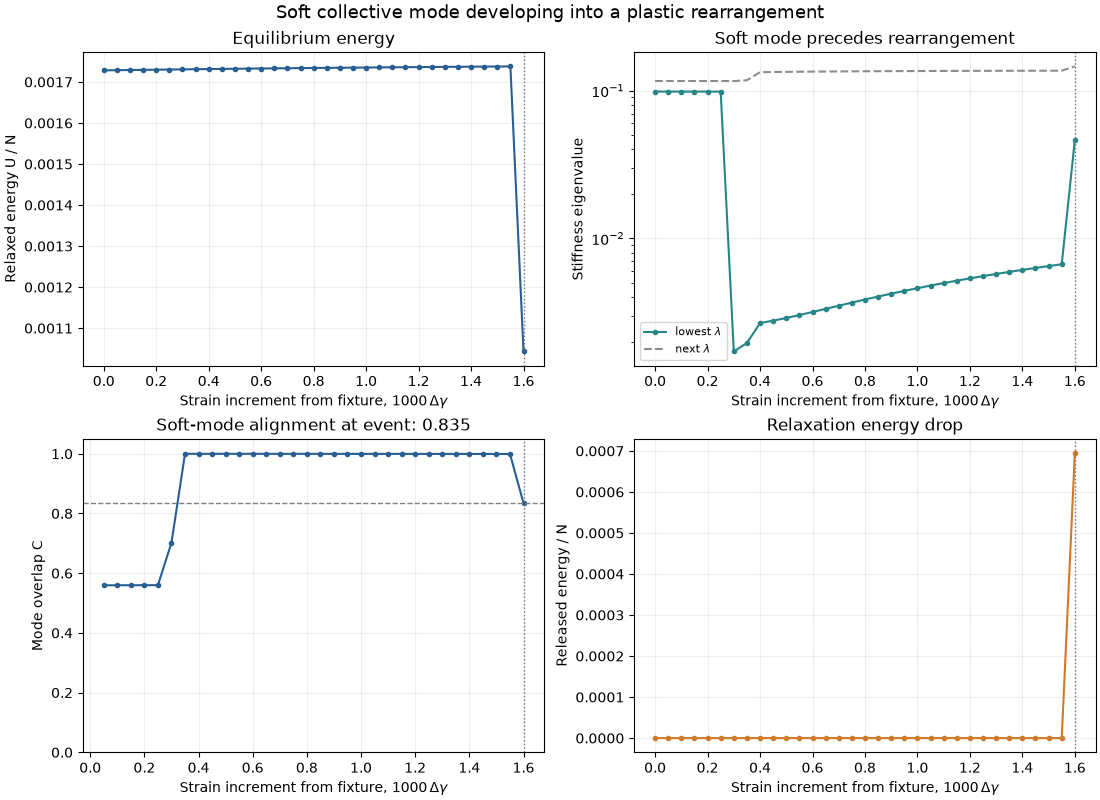 Soft collective mode developing into a plastic rearrangement
Equilibrium energy
Relaxed energy U / N
0.0017
0.0016
0.0015
0.0014
0.0013
0.0012
0.0011
0.0 0.2 0.4 0.6 0.8 1.0 1.2 1.4 1.6
Strain increment from fixture, 1000 Δγ
Soft mode precedes rearrangement
Stiffness eigenvalue
10⁻¹
10⁻²
lowest λ
next λ
0.0 0.2 0.4 0.6 0.8 1.0 1.2 1.4 1.6
Strain increment from fixture, 1000 Δγ
Soft-mode alignment at event: 0.835
Mode overlap C
1.0
0.8
0.6
0.4
0.2
0.0
0.0 0.2 0.4 0.6 0.8 1.0 1.2 1.4 1.6
Strain increment from fixture, 1000 Δγ
Relaxation energy drop
Released energy / N
0.0007
0.0006
0.0005
0.0004
0.0003
0.0002
0.0001
0.0000
0.0 0.2 0.4 0.6 0.8 1.0 1.2 1.4 1.6
Strain increment from fixture, 1000 Δγ